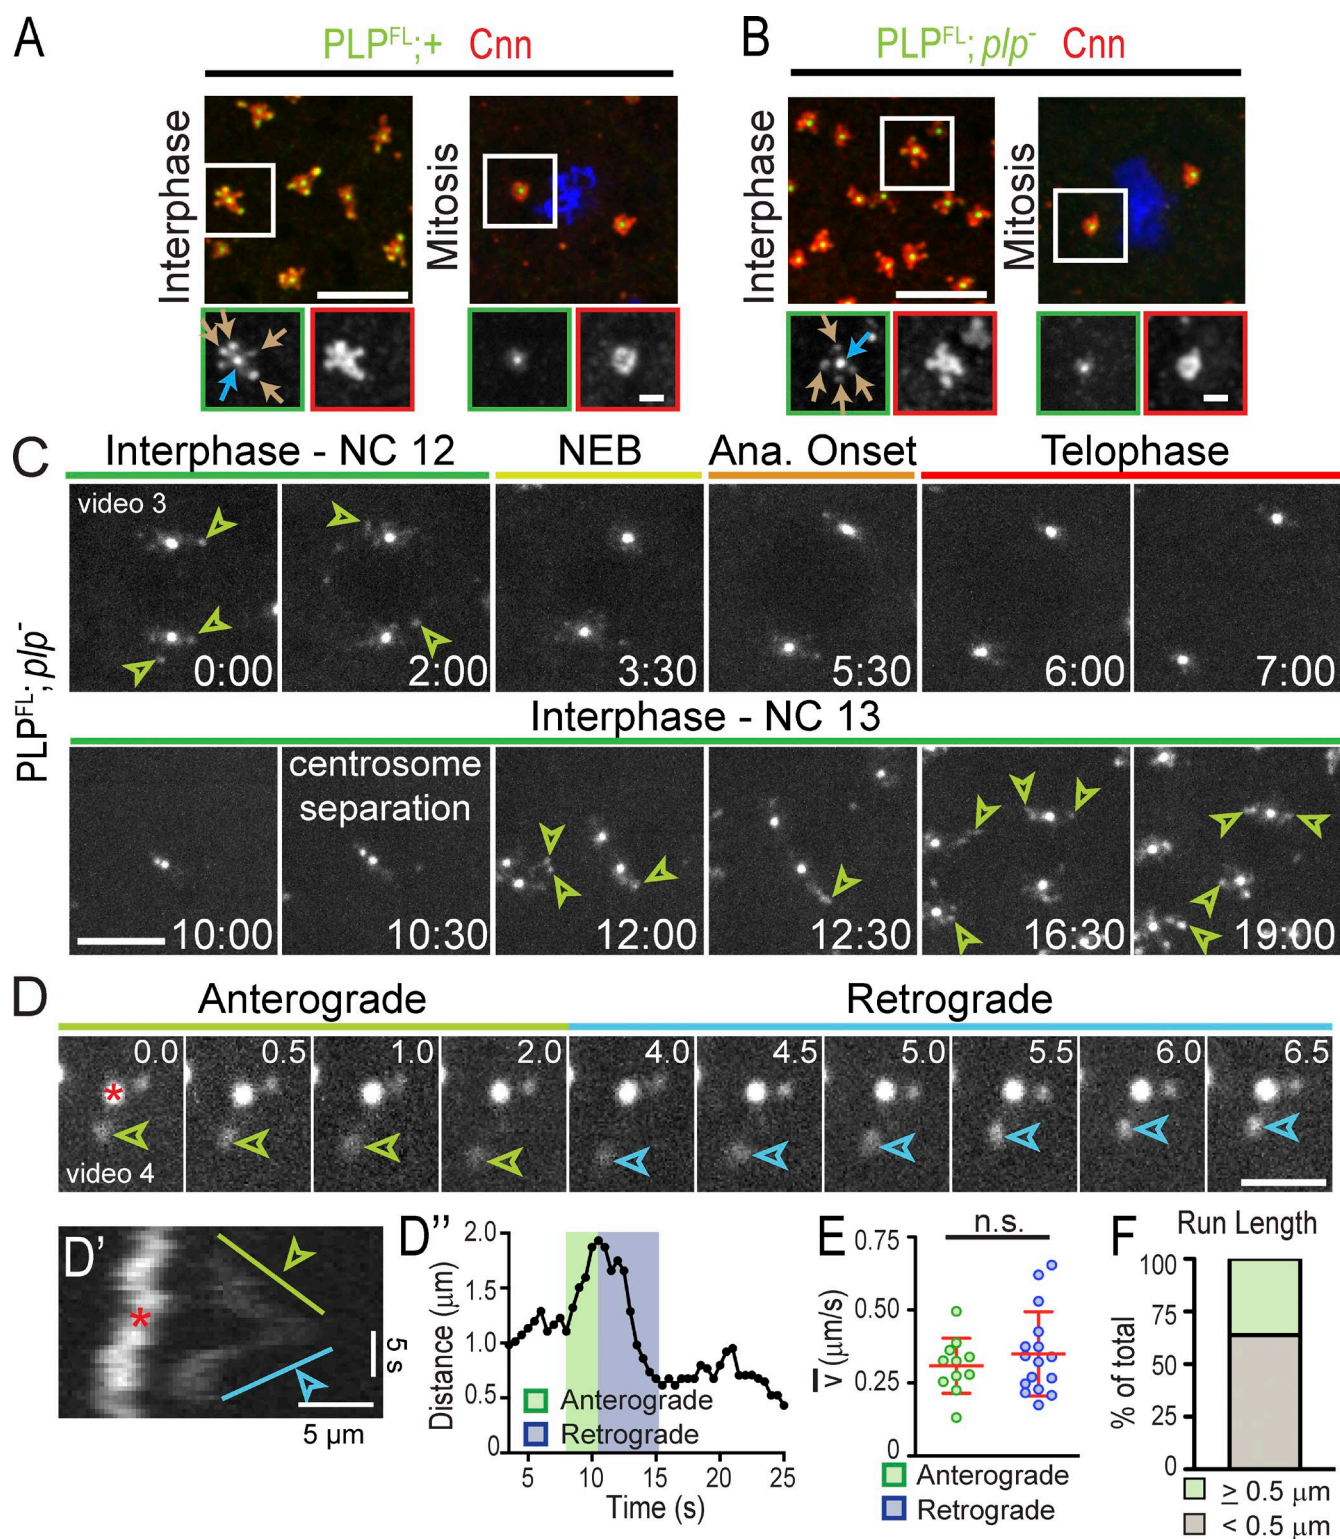 A
PLPFL;+ Cnn
Interphase
Mitosis
B
PLPFL; plp- Cnn
Interphase
Mitosis
C
Interphase - NC 12
NEB
Ana. Onset
Telophase
PLPFL; plp-
video 3
0:00
2:00
3:30
5:30
6:00
7:00
Interphase - NC 13
centrosome
separation
10:00
10:30
12:00
12:30
16:30
19:00
D
Anterograde
Retrograde
0.0
0.5
1.0
2.0
4.0
4.5
5.0
5.5
6.0
6.5
*
video 4
D'
*
5 s
5 µm
D"
Distance (µm)
2.0
1.0
0.5
0
Anterograde
Retrograde
5
10
15
20
25
Time (s)
E
n.s.
v (µm/s)
0.75
0.50
0.25
0
Anterograde
Retrograde
F
Run Length
% of total
100
75
50
25
0
≥ 0.5 µm
< 0.5 µm